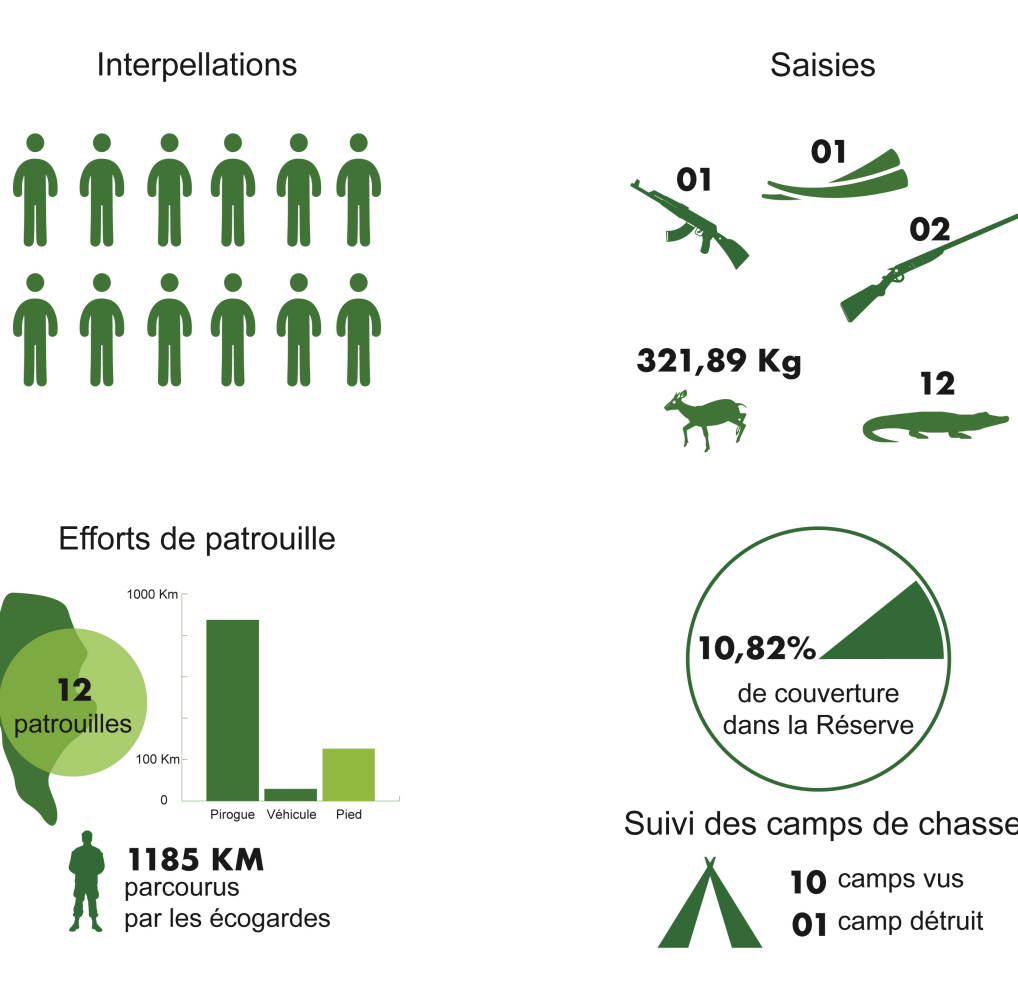 Interpellations
Saisies
01
01
02
321,89 Kg
12
Efforts de patrouille
12
patrouilles
1000 Km
100 Km
0
Pirogue
Véhicule
Pied
1185 KM
parcourus
par les écogardes
10,82%
de couverture
dans la Réserve
Suivi des camps de chasse
10 camps vus
01 camp détruit